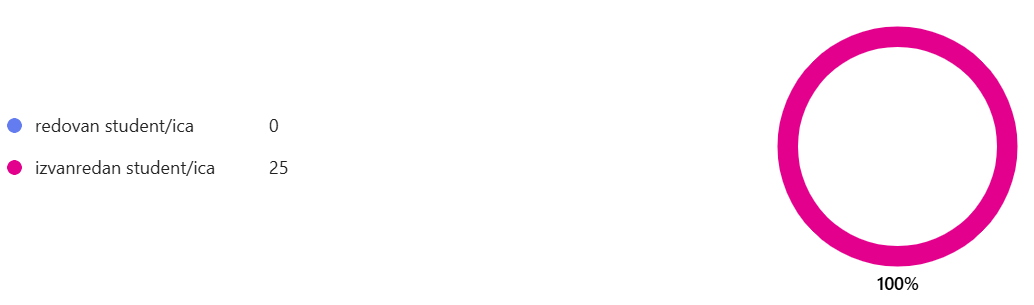 redovan student/ica 0
izvanredan student/ica 25
100%